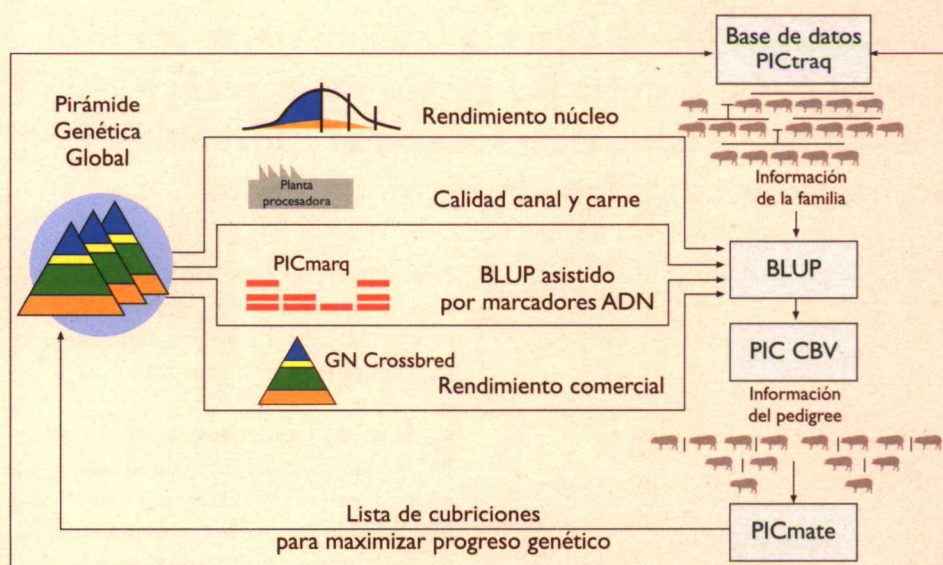 Base de datos
PICtraq
Pirámide
Genética
Global
Rendimiento núcleo
Información
de la familia
Planta
procesadora
Calidad canal y carne
PICmarq
BLUP asistido
por marcadores ADN
BLUP
GN Crossbred
Rendimiento comercial
PIC CBV
Información
del pedigree
Lista de cubriciones
para maximizar progreso genético
PICmate